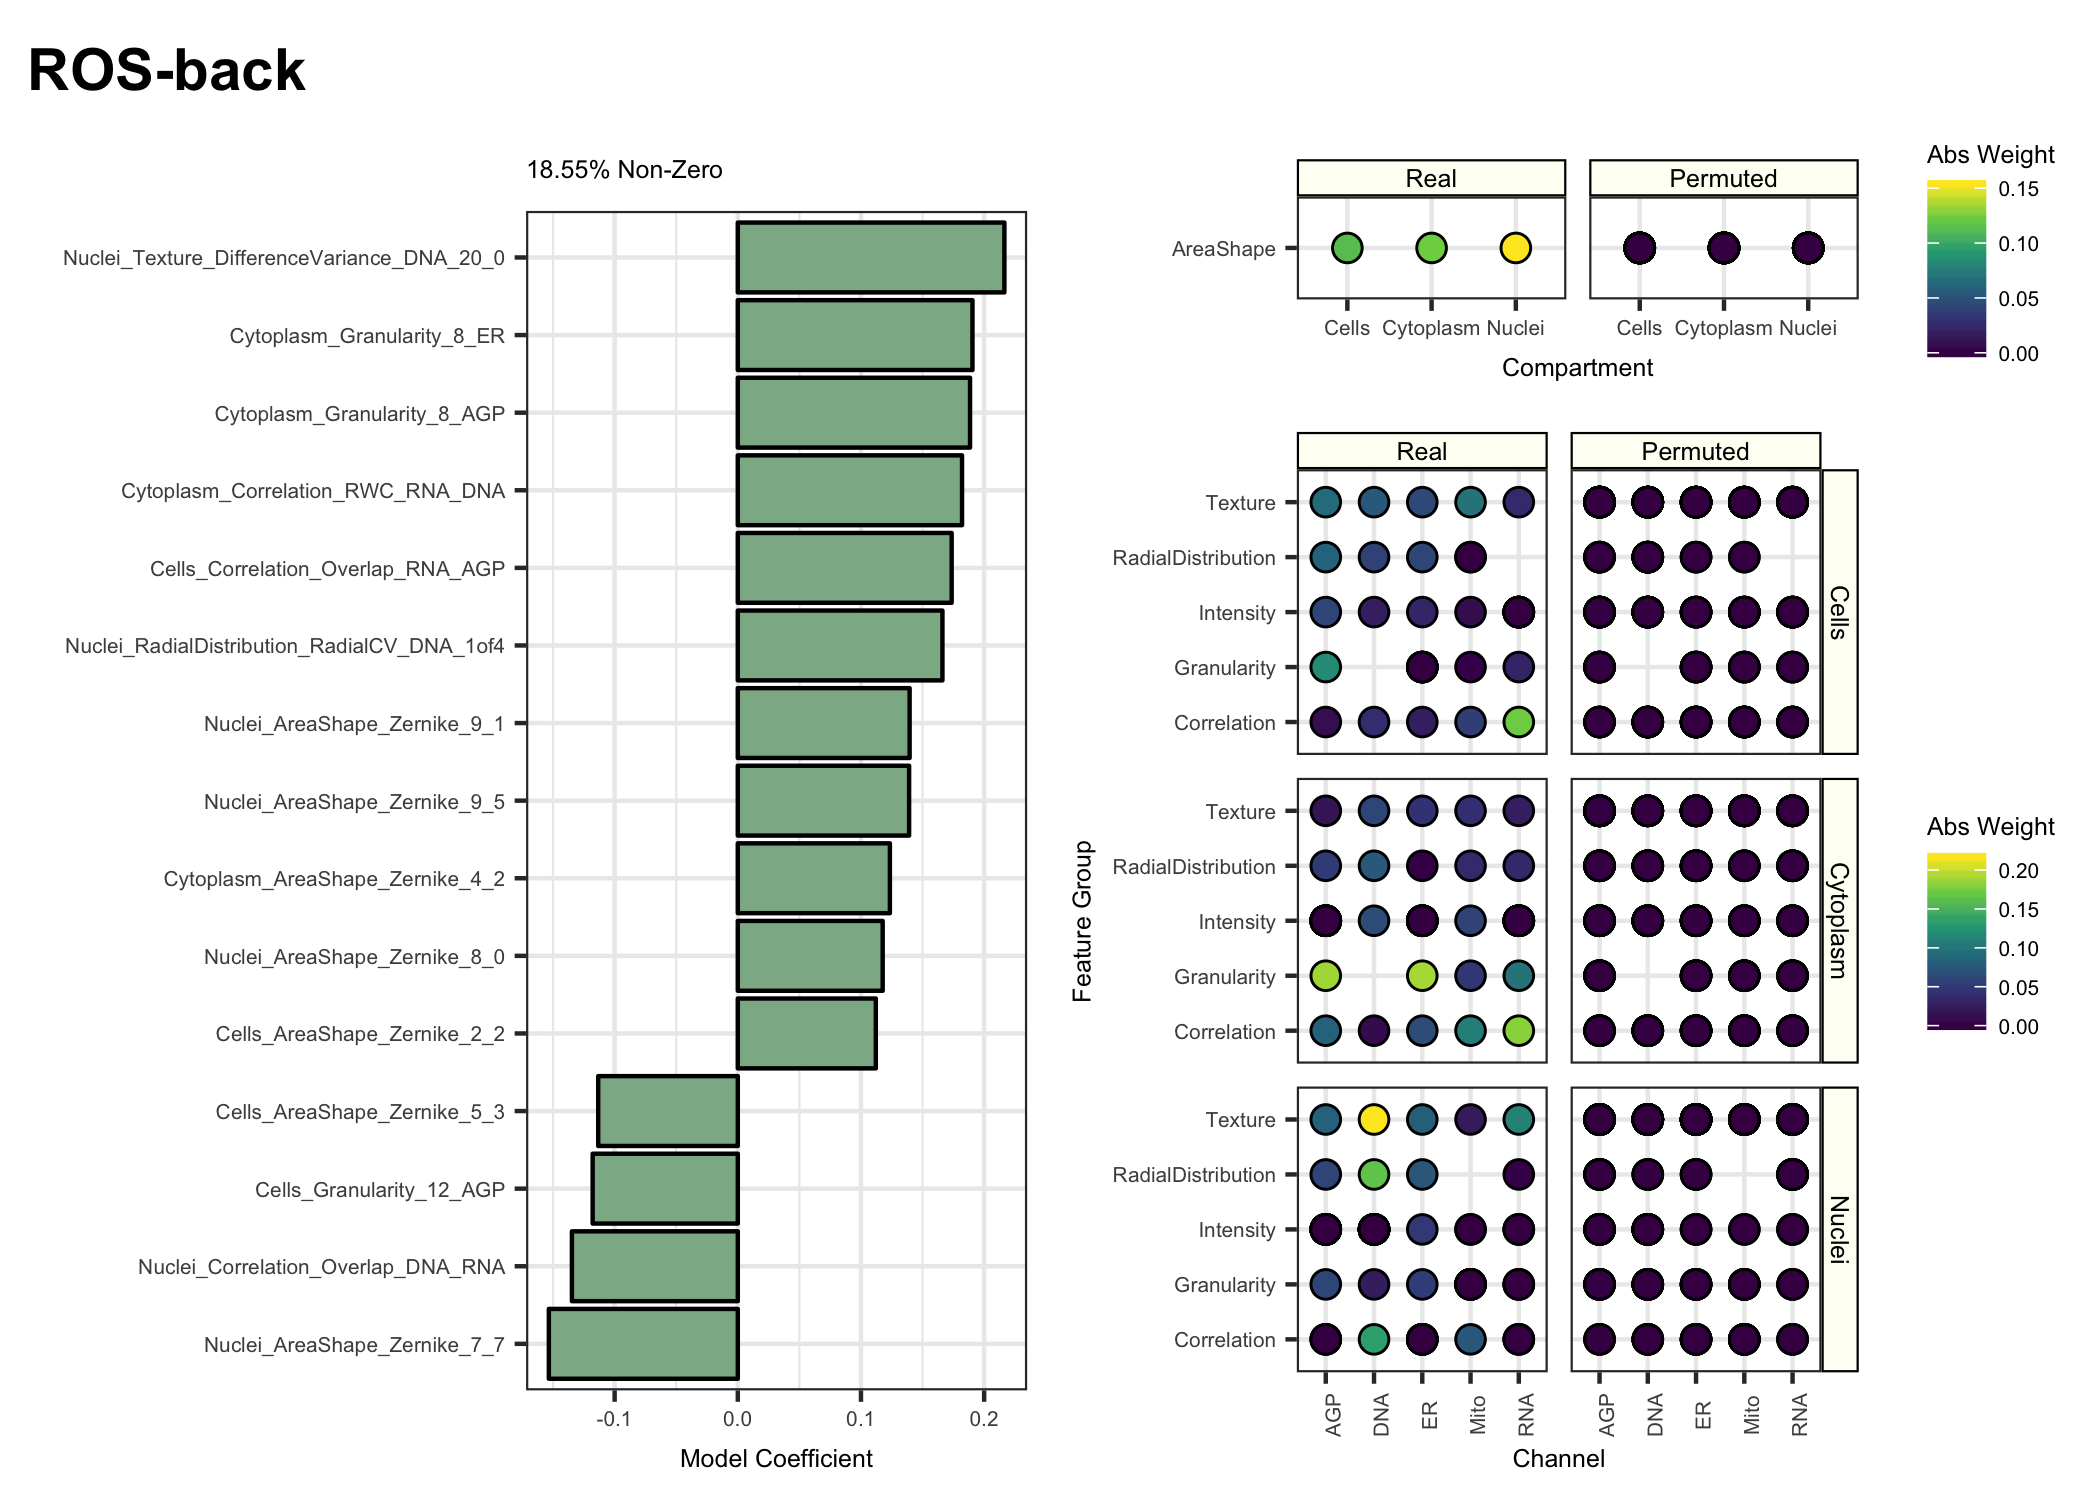 ROS-back
18.55% Non-Zero
Nuclei_Texture_DifferenceVariance_DNA_20_0
Cytoplasm_Granularity_8_ER
Cytoplasm_Granularity_8_AGP
Cytoplasm_Correlation_RWC_RNA_DNA
Cells_Correlation_Overlap_RNA_AGP
Nuclei_RadialDistribution_RadialCV_DNA_1of4
Nuclei_AreaShape_Zernike_9_1
Nuclei_AreaShape_Zernike_9_5
Cytoplasm_AreaShape_Zernike_4_2
Nuclei_AreaShape_Zernike_8_0
Cells_AreaShape_Zernike_2_2
Cells_AreaShape_Zernike_5_3
Cells_Granularity_12_AGP
Nuclei_Correlation_Overlap_DNA_RNA
Nuclei_AreaShape_Zernike_7_7
-0.1 0.0 0.1 0.2
Model Coefficient
Real Permuted
AreaShape
Cells Cytoplasm Nuclei Cells Cytoplasm Nuclei
Compartment
Abs Weight
0.15
0.10
0.05
0.00
Real Permuted
Feature Group
Texture
RadialDistribution
Intensity
Granularity
Correlation
Cells
Texture
RadialDistribution
Intensity
Granularity
Correlation
Cytoplasm
Texture
RadialDistribution
Intensity
Granularity
Correlation
Nuclei
AGP DNA ER Mito RNA AGP DNA ER Mito RNA
Channel
Abs Weight
0.20
0.15
0.10
0.05
0.00